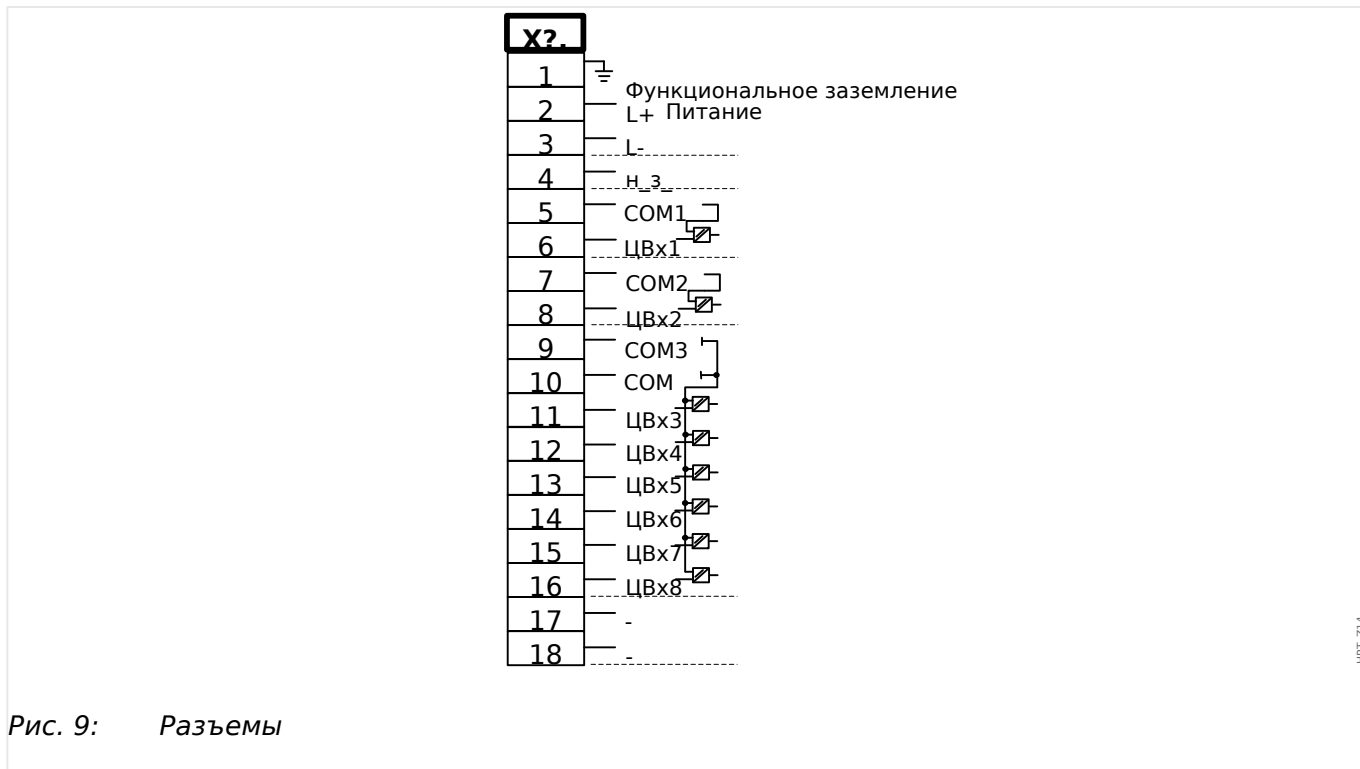 X?.
1
Функциональное заземление
2 L+ Питание
3 L-
4 н_з_
5 COM1
6 ЦВх1
7 COM2
8 ЦВх2
9 COM3
10 COM
11 ЦВх3
12 ЦВх4
13 ЦВх5
14 ЦВх6
15 ЦВх7
16 ЦВх8
17 -
18 -
Рис. 9: Разъемы